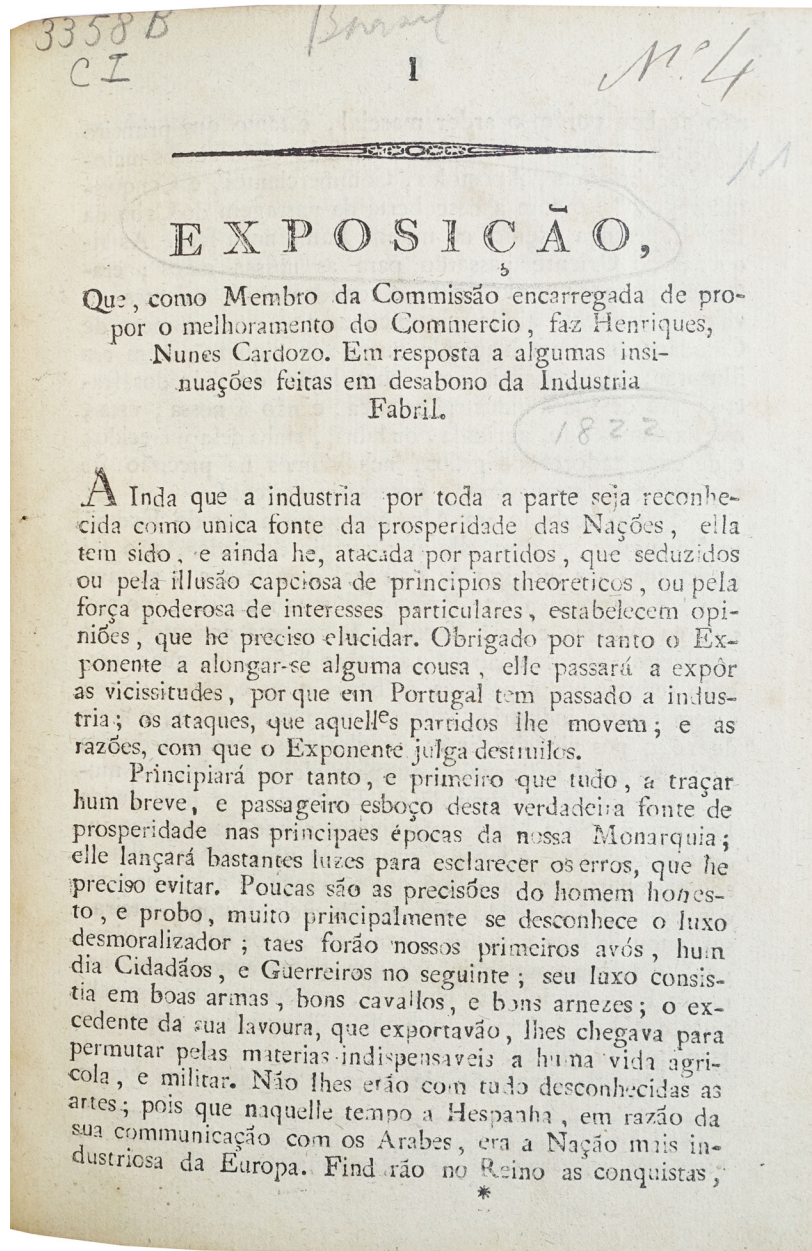 3358 B
C I
Brasil
1
Nº 4
11
EXPOSIÇÃO,
Que, como Membro da Commissão encarregada de pro-
por o melhoramento do Commercio, faz Henriques,
Nunes Cardozo. Em resposta a algumas insi-
nuações feitas em desabono da Industria
Fabril.
1822
A Inda que a industria por toda a parte seja reconhe-
cida como unica fonte da prosperidade das Nações, ella
tem sido, e ainda he, atacada por partidos, que seduzidos
ou pela illusão capciosa de principios theoreticos, ou pela
força poderosa de interesses particulares, estabelecem opi-
niões, que he preciso elucidar. Obrigado por tanto o Ex-
ponente a alongar-se alguma cousa, elle passará a expôr
as vicissitudes, por que em Portugal tem passado a indus-
tria; os ataques, que aquelles partidos lhe movem; e as
razões, com que o Exponente julga destruilos.
Principiará por tanto, e primeiro que tudo, a traçar
hum breve, e passageiro esboço desta verdadeira fonte de
prosperidade nas principaes épocas da nossa Monarquia;
elle lançará bastantes luzes para esclarecer os erros, que he
preciso evitar. Poucas são as precisões do homem hones-
to, e probo, muito principalmente se desconhece o luxo
desmoralizador; taes forão nossos primeiros avós, hum
dia Cidadãos, e Guerreiros no seguinte; seu luxo consis-
tia em boas armas, bons cavallos, e bons arnezes; o ex-
cedente da sua lavoura, que exportavão, lhes chegava para
permutar pelas materias indispensaveis a huma vida agri-
cola, e militar. Não lhes erão com tudo desconhecidas as
artes; pois que naquelle tempo a Hespanha, em razão da
sua communicação com os Arabes, era a Nação mais in-
dustriosa da Europa. Findarão no Reino as conquistas,
*